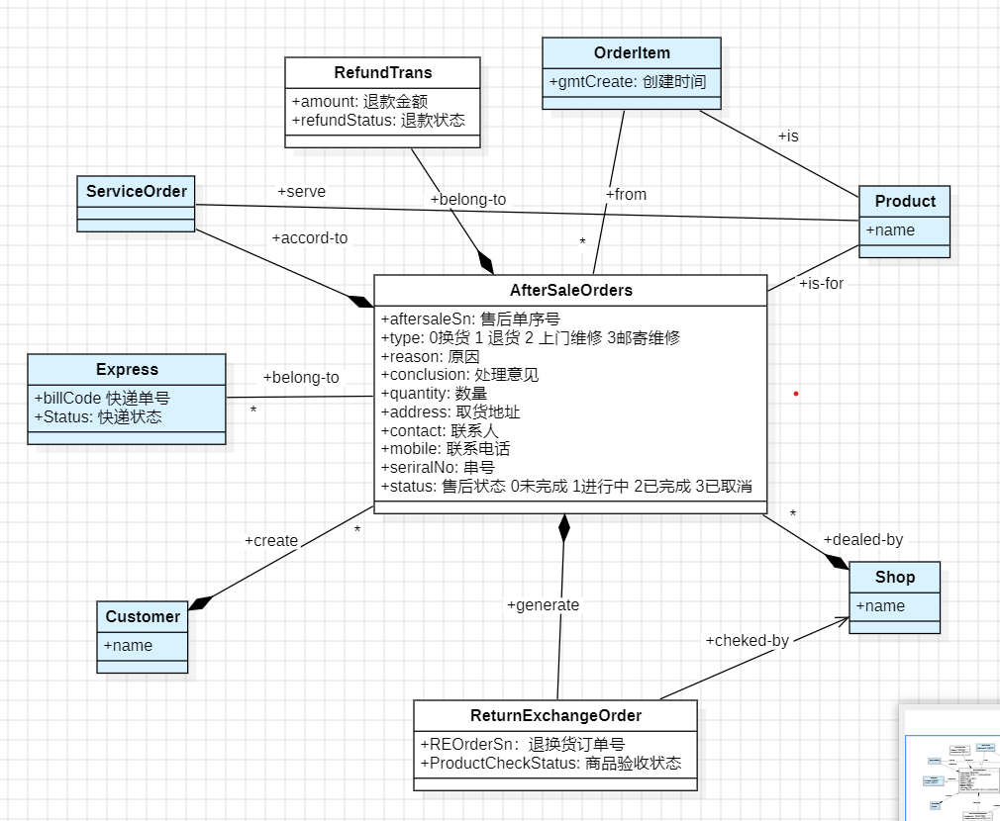 OrderItem
+gmtCreate: 创建时间
RefundTrans
+amount: 退款金额
+refundStatus: 退款状态
+is
ServiceOrder
+serve
+belong-to
+from
Product
+name
+accord-to
*
+is-for
AfterSaleOrders
+aftersaleSn: 售后单序号
+type: 0换货 1 退货 2 上门维修 3邮寄维修
+reason: 原因
+conclusion: 处理意见
+quantity: 数量
+address: 取货地址
+contact: 联系人
+mobile: 联系电话
+seriralNo: 串号
+status: 售后状态 0未完成 1进行中 2已完成 3已取消
Express
+billCode 快递单号
+Status: 快递状态
+belong-to
*
+create
*
*
+dealed-by
Customer
+name
+generate
Shop
+name
+cheked-by
ReturnExchangeOrder
+REOrderSn：退换货订单号
+ProductCheckStatus: 商品验收状态